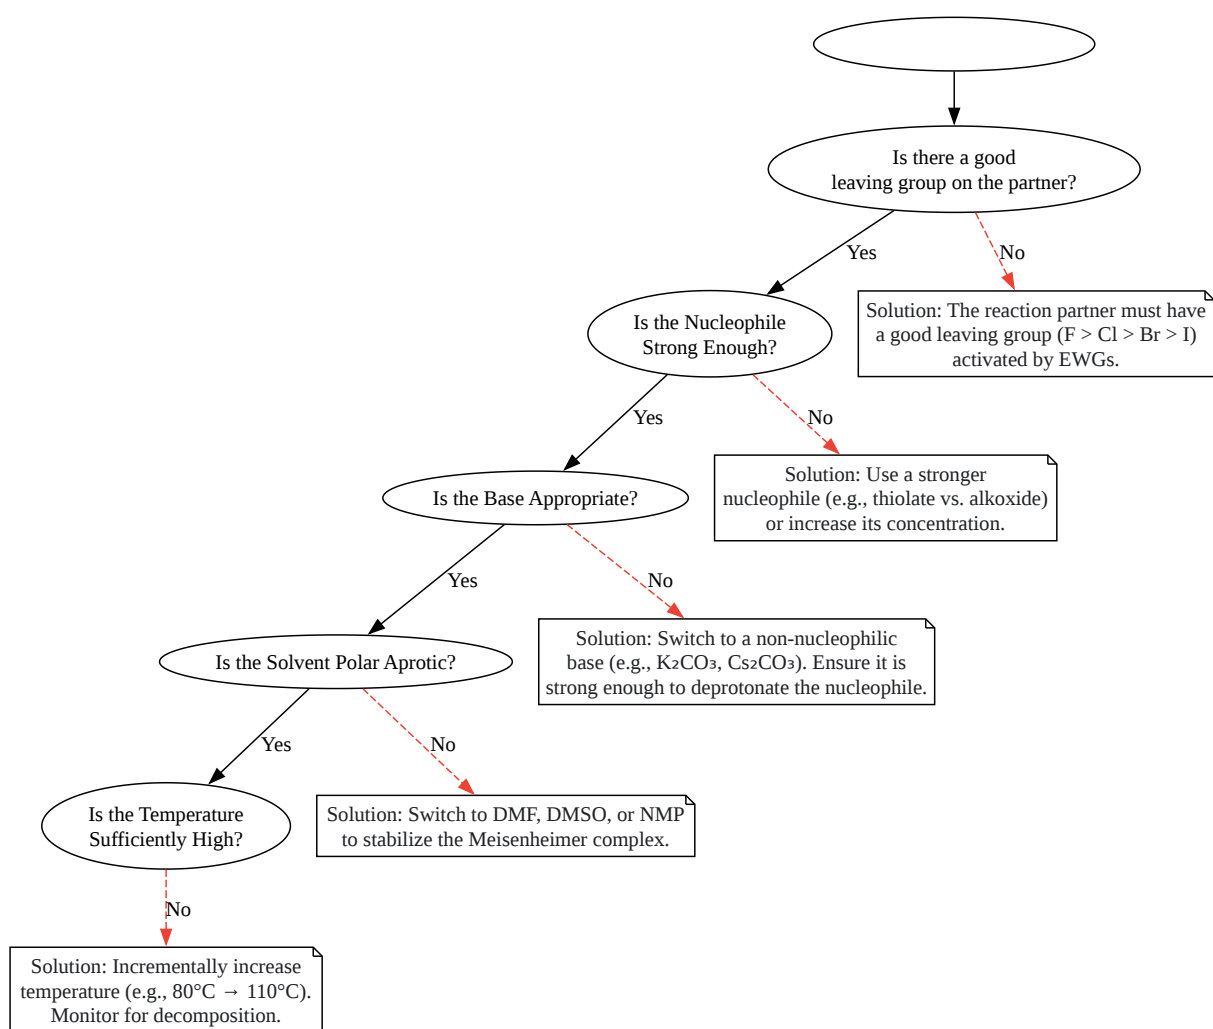 Is there a good
leaving group on the partner?
Yes
No
Solution: The reaction partner must have
a good leaving group (F > Cl > Br > I)
activated by EWGs.
Is the Nucleophile
Strong Enough?
Yes
No
Solution: Use a stronger
nucleophile (e.g., thiolate vs. alkoxide)
or increase its concentration.
Is the Base Appropriate?
Yes
No
Solution: Switch to a non-nucleophilic
base (e.g., K₂CO₃, Cs₂CO₃). Ensure it is
strong enough to deprotonate the nucleophile.
Is the Solvent Polar Aprotic?
Yes
No
Solution: Switch to DMF, DMSO, or NMP
to stabilize the Meisenheimer complex.
Is the Temperature
Sufficiently High?
No
Solution: Incrementally increase
temperature (e.g., 80°C → 110°C).
Monitor for decomposition.